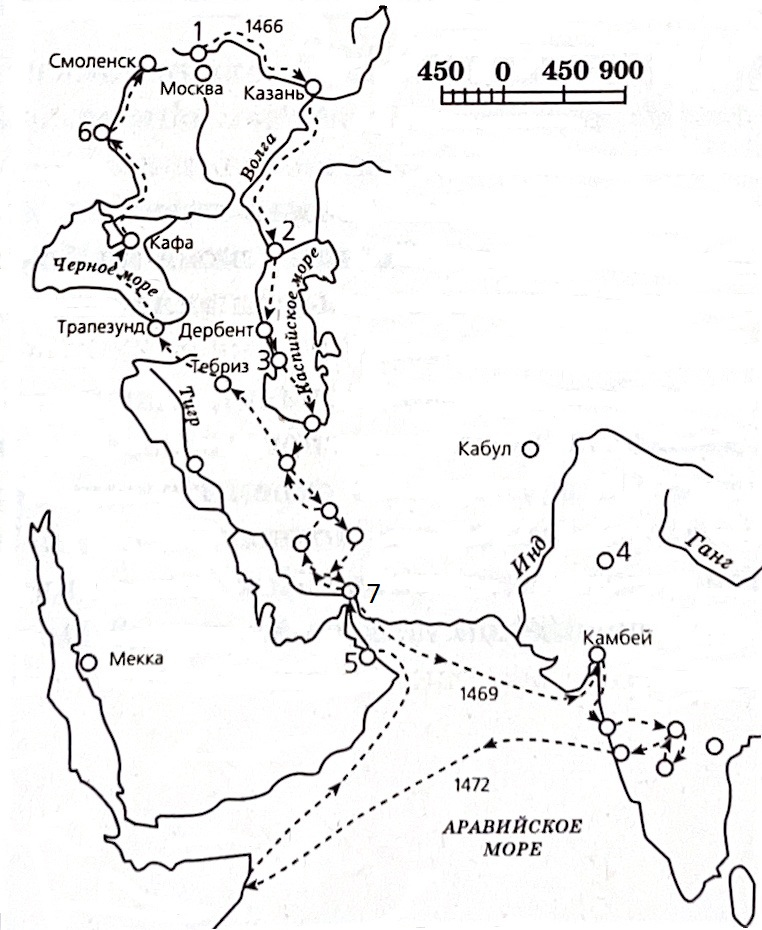 1
1466
Смоленск
Москва
Казань
450 0 450 900
6
Волга
2
Кафа
Черное море
Каспийское море
Трапезунд
Дербент
3
Тебриз
Тигр
Кабул
4
Инд
Ганг
7
Камбей
Мекка
5
1469
1472
АРАВИЙСКОЕ
МОРЕ